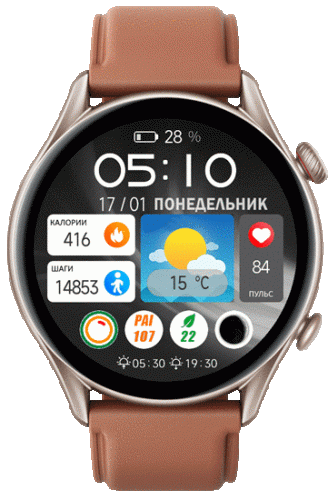 28 %
05:10
17 / 01 ПОНЕДЕЛЬНИК
КАЛОРИИ
416
ШАГИ
14853
15 °C
84
ПУЛЬС
PAI
107
22
05:30 19:30